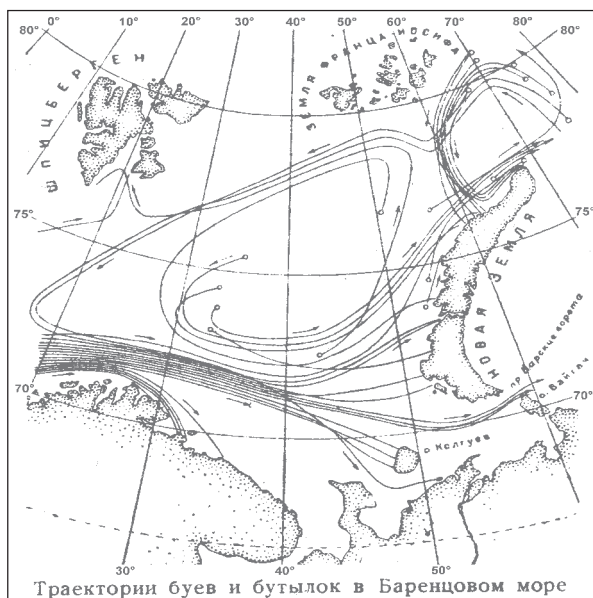 0° 10° 20° 30° 40° 50° 60° 70° 80°
80° 80°
ШПИЦБЕРГЕН
ЗЕМЛЯ ФРАНЦА-ИОСИФА
75° 75°
НОВАЯ ЗЕМЛЯ
пр. Карские ворота
о. Вайгач
70° 70°
о. Колгуев
30° 40° 50°
Траектории буев и бутылок в Баренцовом море